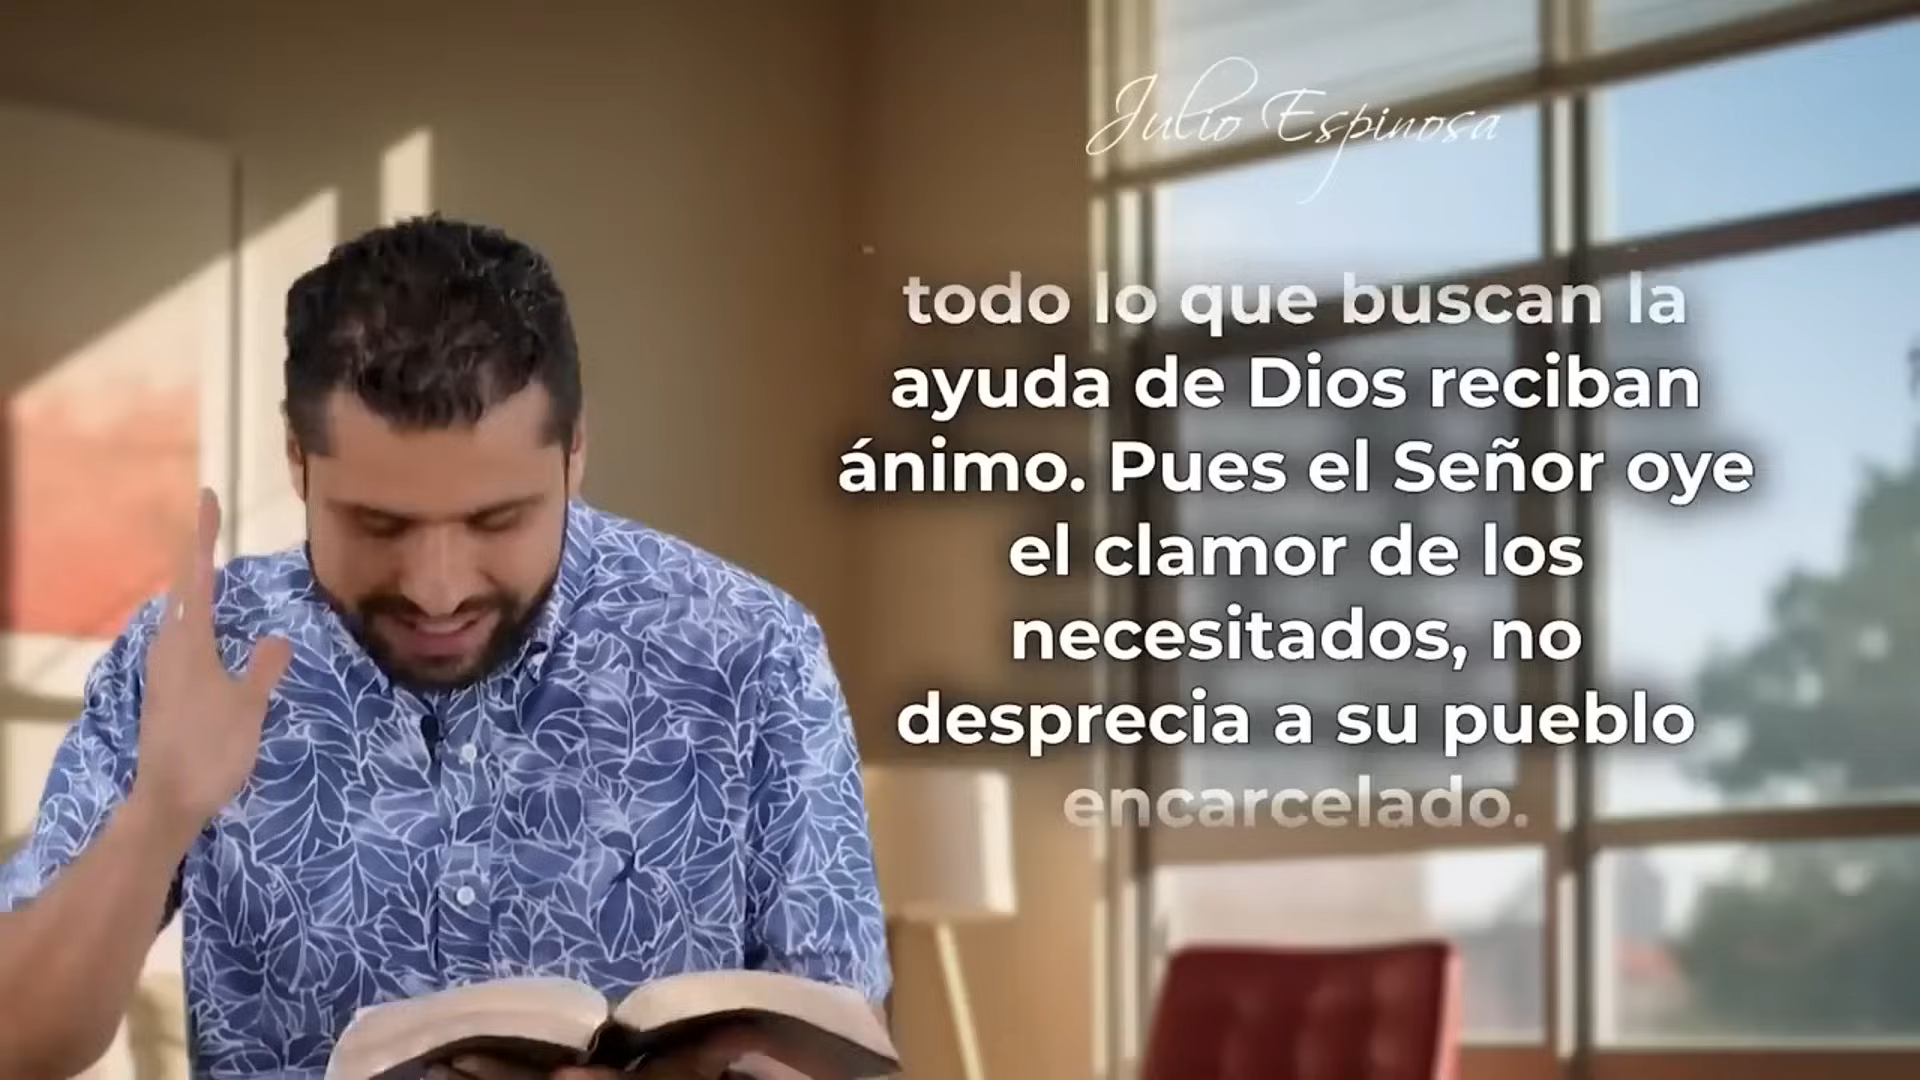 Julio Espinosa
todo lo que buscan la
ayuda de Dios reciban
ánimo. Pues el Señor oye
el clamor de los
necesitados, no
desprecia a su pueblo
encarcelado.